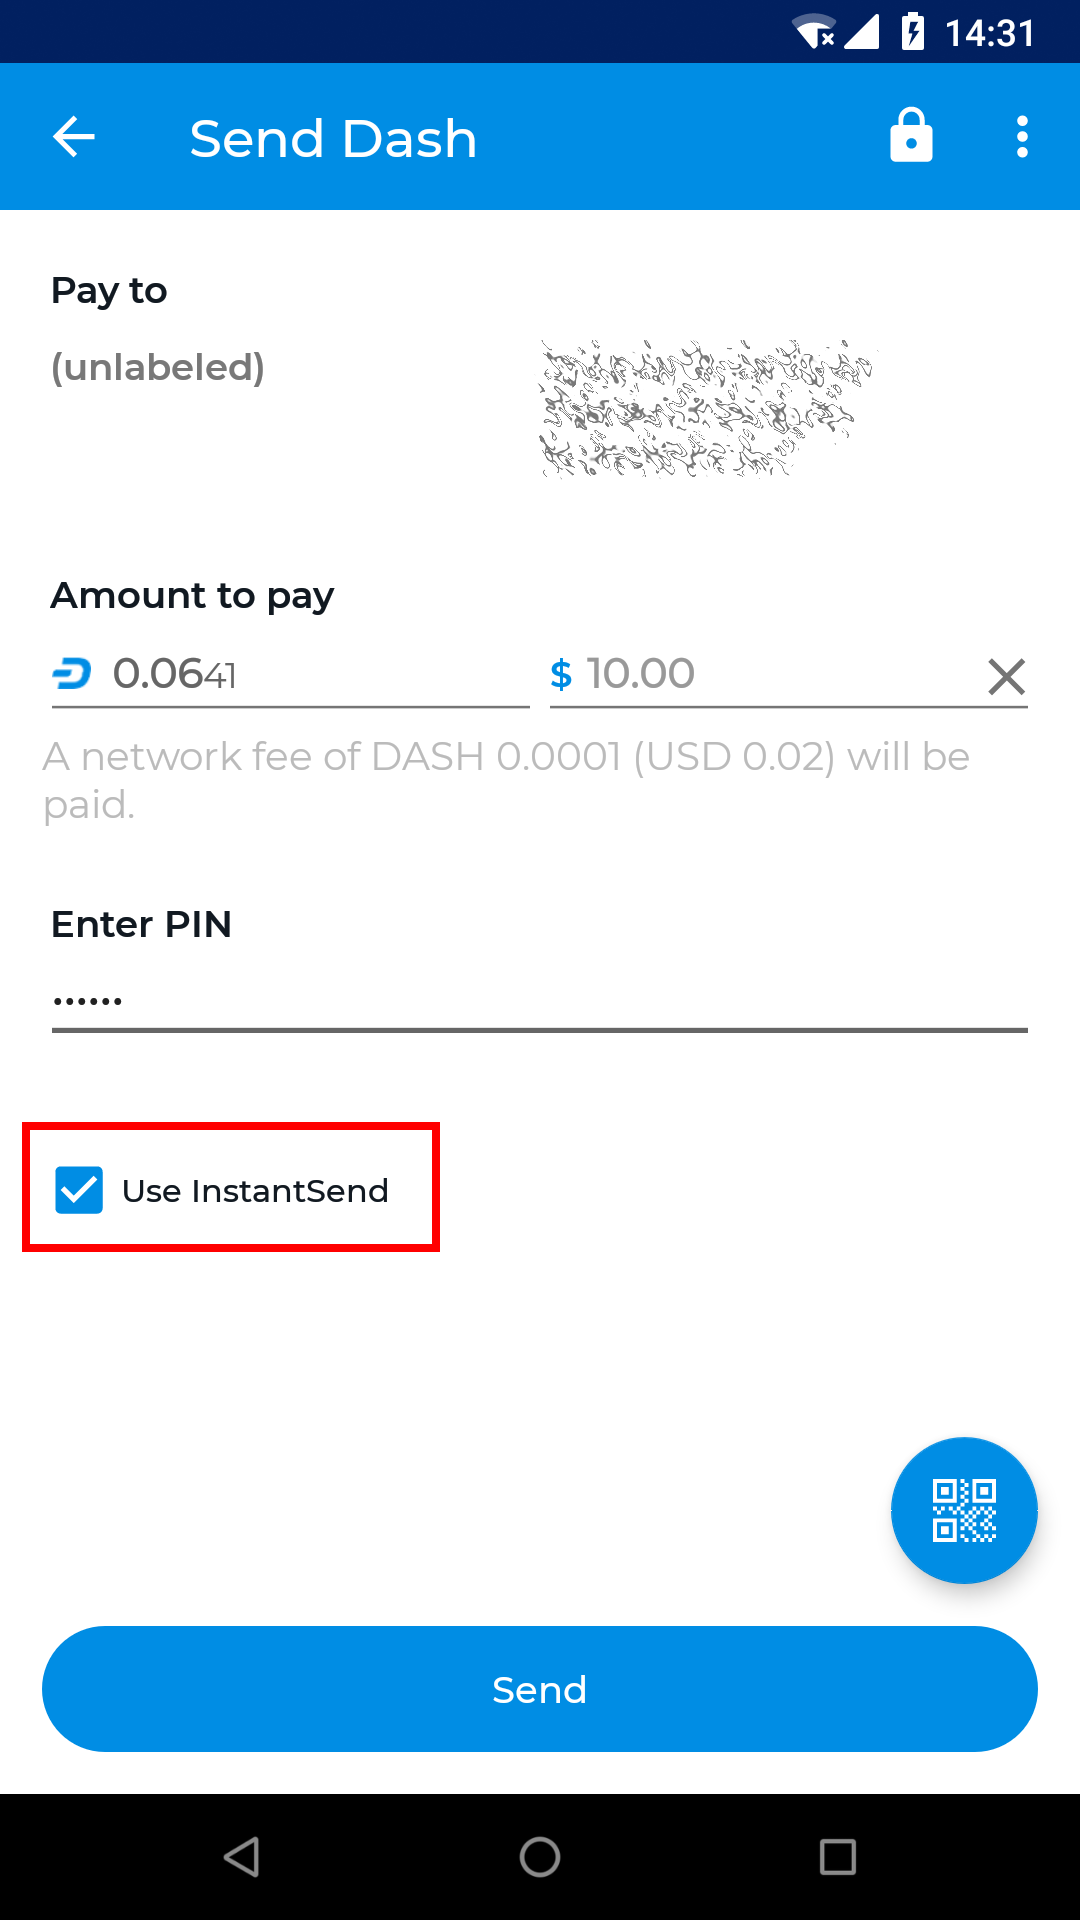 14:31
Send Dash
Pay to
(unlabeled)
Amount to pay
0.0641 $ 10.00
A network fee of DASH 0.0001 (USD 0.02) will be
paid.
Enter PIN
••••••
Use InstantSend
Send